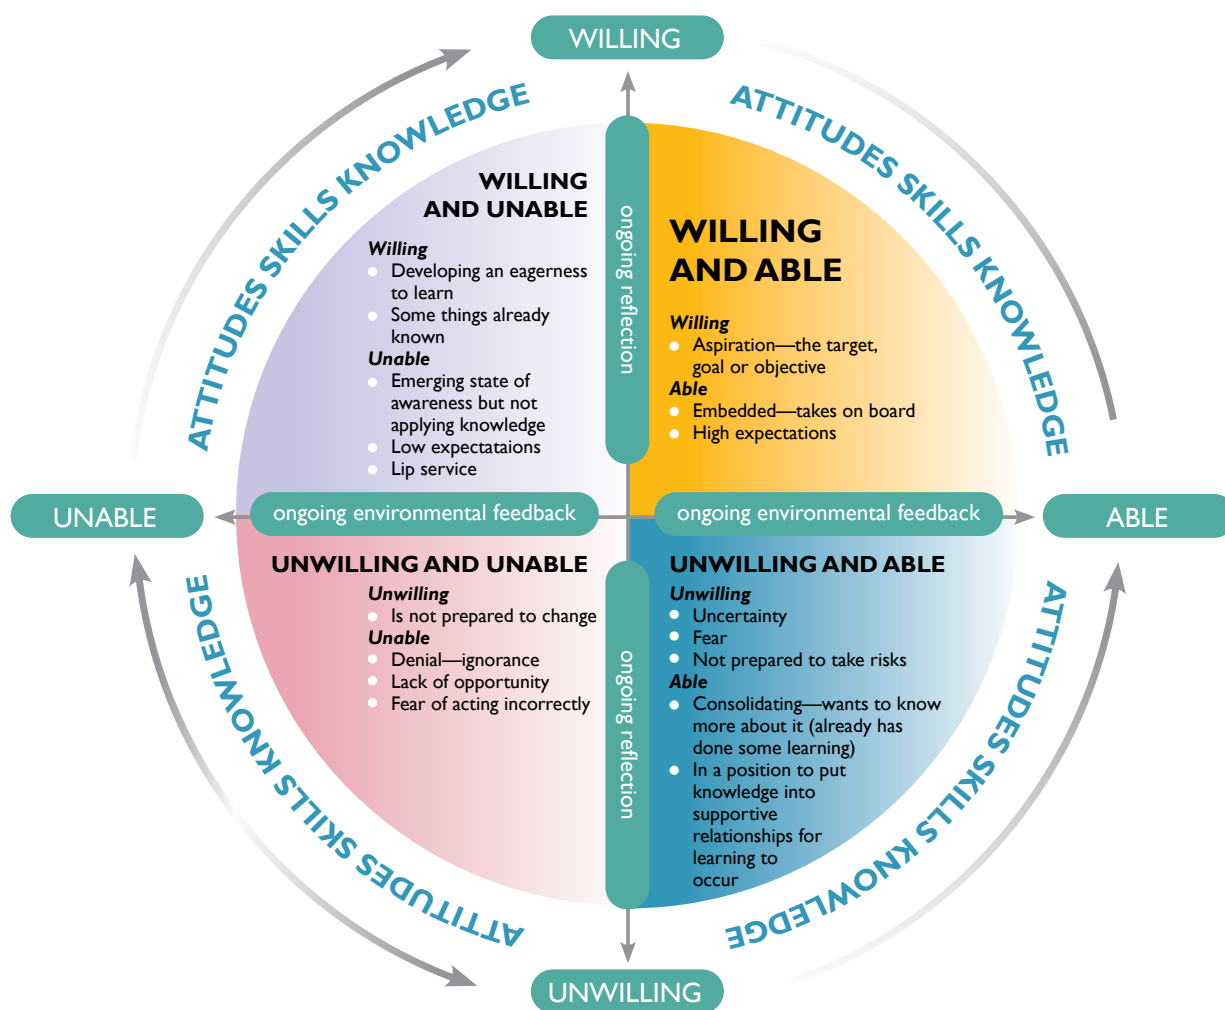 WILLING
ATTITUDES SKILLS KNOWLEDGE
ATTITUDES SKILLS KNOWLEDGE
WILLING
AND UNABLE
Willing
Developing an eagerness
to learn
Some things already
known
Unable
Emerging state of
awareness but not
applying knowledge
Low expectataions
Lip service
ongoing reflection
WILLING
AND ABLE
Willing
Aspiration—the target,
goal or objective
Able
Embedded—takes on board
High expectations
UNABLE
ongoing environmental feedback
ongoing environmental feedback
ABLE
UNWILLING AND UNABLE
Unwilling
Is not prepared to change
Unable
Denial—ignorance
Lack of opportunity
Fear of acting incorrectly
ongoing reflection
UNWILLING AND ABLE
Unwilling
Uncertainty
Fear
Not prepared to take risks
Able
Consolidating—wants to know
more about it (already has
done some learning)
In a position to put
knowledge into
supportive
relationships for
learning to
occur
ATTITUDES SKILLS KNOWLEDGE
ATTITUDES SKILLS KNOWLEDGE
UNWILLING